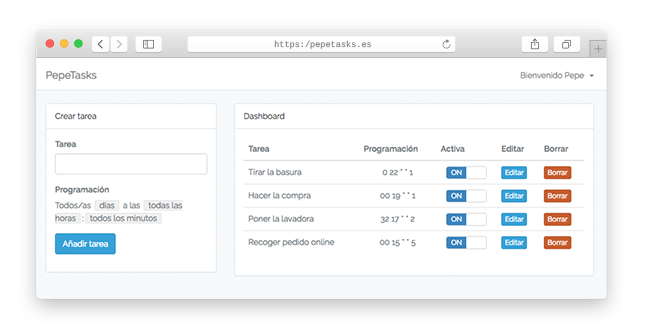 https:/pepetasks.es
PepeTasks
Bienvenido Pepe
Crear tarea
Tarea
Programación
Todos/as días a las todas las
horas : todos los minutos
Añadir tarea
Dashboard
Tarea Programación Activa Editar Borrar
Tirar la basura 0 22 * * 1 ON Editar Borrar
Hacer la compra 00 19 * * 1 ON Editar Borrar
Poner la lavadora 32 17 * * 2 ON Editar Borrar
Recoger pedido online 00 15 * * 5 ON Editar Borrar